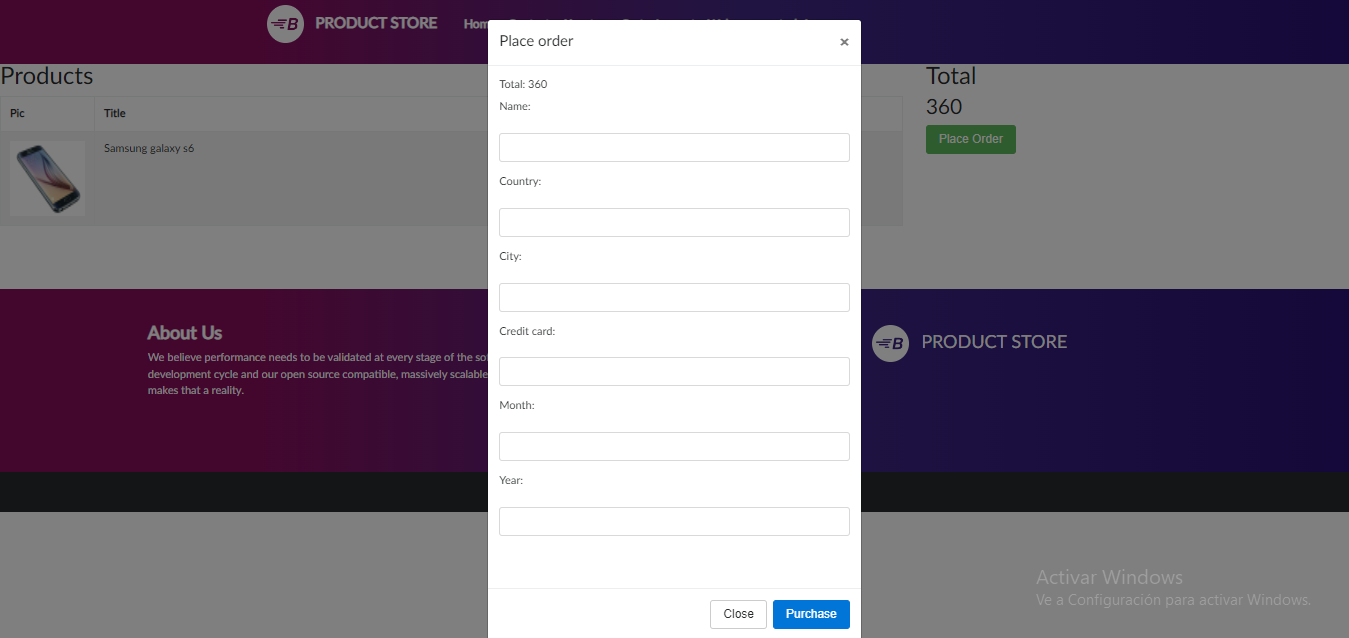 PRODUCT STORE
Place order
×
Products
Total
Total: 360
360
Name:
Pic
Title
Place Order
Samsung galaxy s6
Country:
City:
About Us
We believe performance needs to be validated at every stage of the
development cycle and our open source compatible, massively scalable
makes that a reality.
Credit card:
PRODUCT STORE
Month:
Year:
Activar Windows
Ve a Configuración para activar Windows.
Close
Purchase